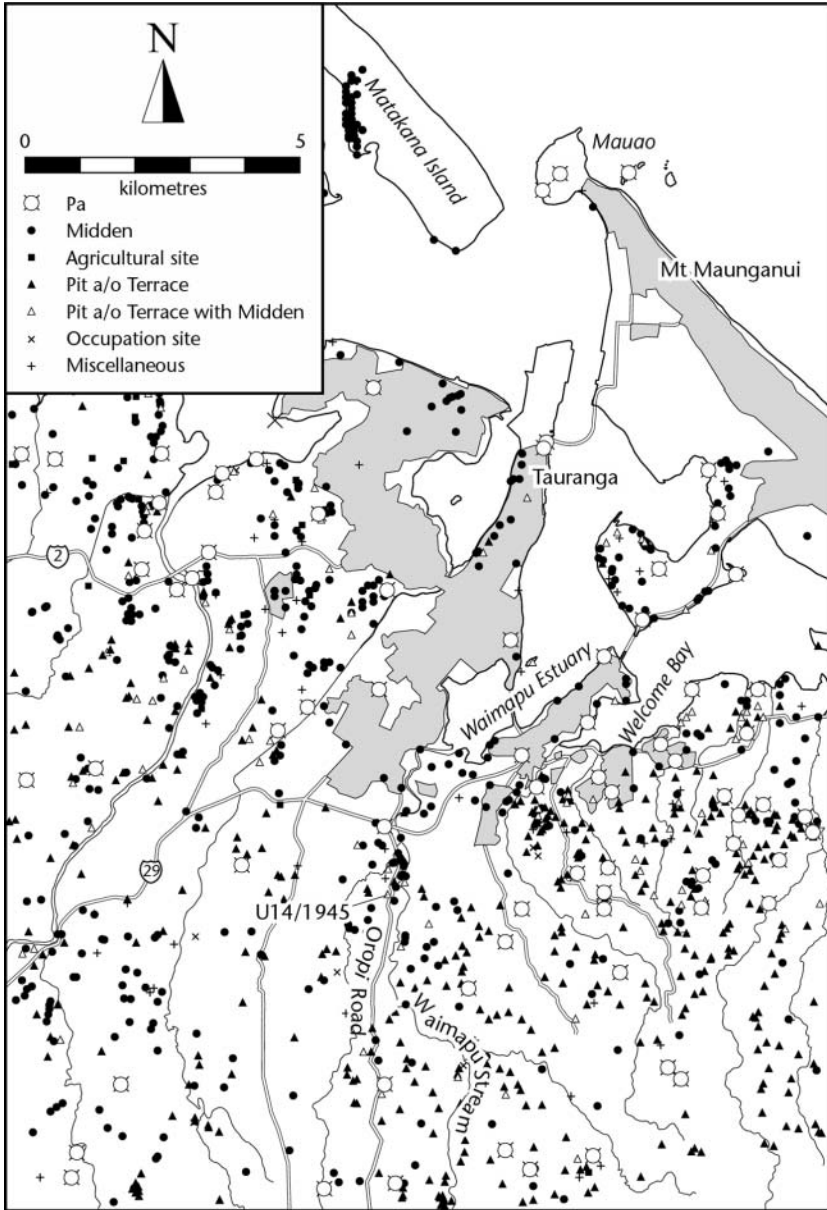 N
0 5
kilometres
Pa
Midden
Agricultural site
Pit a/o Terrace
Pit a/o Terrace with Midden
Occupation site
Miscellaneous
Matakana Island
Mauao
Mt Maunganui
Tauranga
2
Waimapu Estuary
Welcome Bay
29
U14/1945
Oropi Road
Waimapu Stream